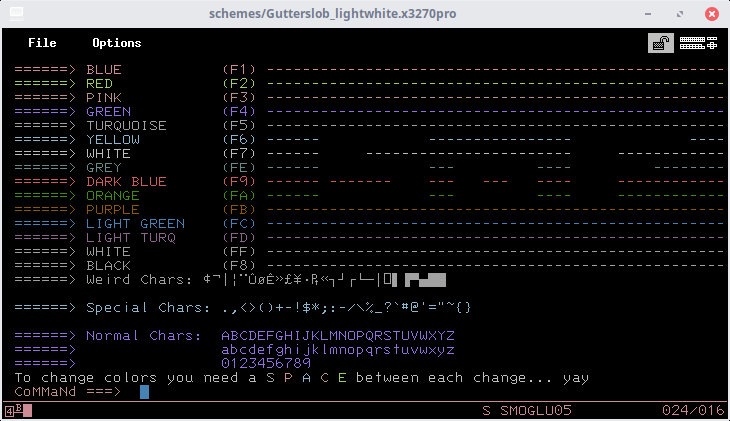 schemes/Gutterslob_lightwhite.x3270pro
File Options
======> BLUE (F1)
======> RED (F2)
======> PINK (F3)
======> GREEN (F4)
======> TURQUOISE (F5)
======> YELLOW (F6)
======> WHITE (F7)
======> GREY (FE)
======> DARK BLUE (F9)
======> ORANGE (FA)
======> PURPLE (FB)
======> LIGHT GREEN (FC)
======> LIGHT TURQ (FD)
======> WHITE (FF)
======> BLACK (F8)
======> Weird Chars:
======> Special Chars: .,<>()+-!$*;:-/\%_?`#@'="~{}
======> Normal Chars: ABCDEFGHIJKLMNOPQRSTUVWXYZ
======> abcdefghijklmnopqrstuvwxyz
======> 0123456789
To change colors you need a S P A C E between each change... yay
CoMMaNd ===>
4 B S SMOGLU05 024/016